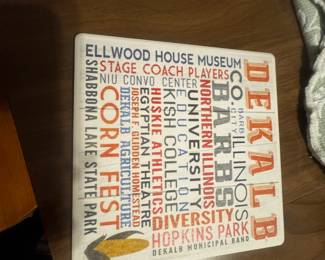 ELLWOOD HOUSE MUSEUM
STAGE COACH PLAYERS
NIU CONVO CENTER
DEKALB
CO.
BARB
CITY
ILLINOIS
BARBS
NORTHERN ILLINOIS
UNIVERSITY
EDUCATION
KISH COLLEGE
HUSKIE ATHLETICS
EGYPTIAN THEATRE
JOSEPH F. GLIDDEN HOMESTEAD
DEKALB AGRICULTURE
CORN FEST
SHABBONA LAKE STATE PARK
DIVERSITY
HOPKINS PARK
DEKALB MUNICIPAL BAND